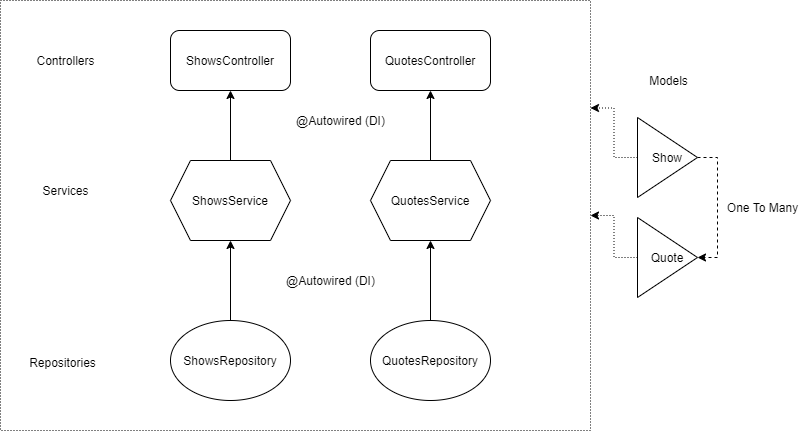 Controllers
ShowsController
QuotesController
Models
@Autowired (DI)
Show
Services
ShowsService
QuotesService
One To Many
Quote
@Autowired (DI)
Repositories
ShowsRepository
QuotesRepository